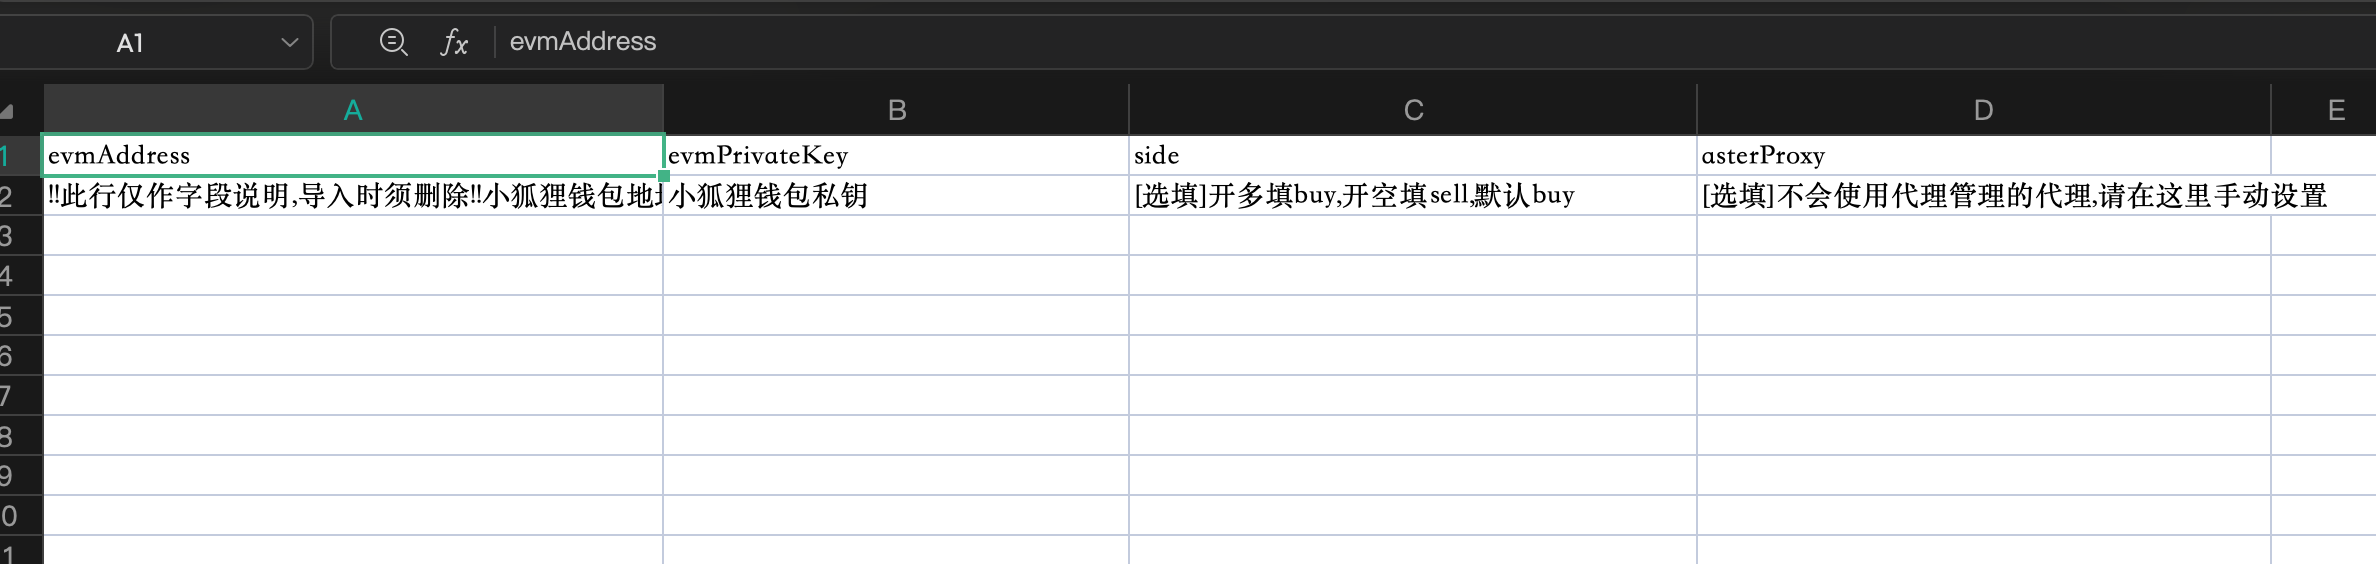 A1 fx evmAddress
A B C D E
1 evmAddress evmPrivateKey side asterProxy
2 !!此行仅作字段说明,导入时须删除!!小狐狸钱包地 小狐狸钱包私钥 [选填]开多填buy,开空填sell,默认buy [选填]不会使用代理管理的代理,请在这里手动设置
3
4
5
6
7
8
9
0
1